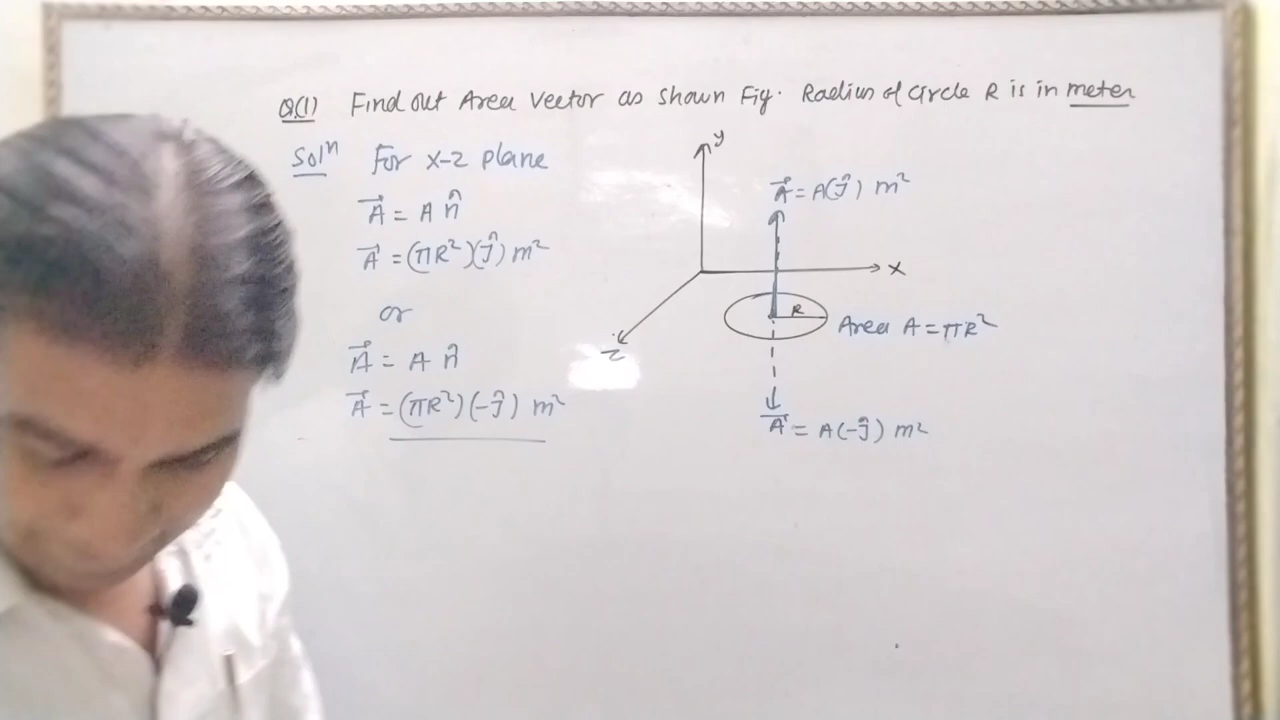 Q.(1) Find out Area Vector as shown Fig. Radius of circle R is in meter
Solⁿ For x-z plane
A⃗ = A n̂
A⃗ = (πR²)(ĵ) m²
or
A⃗ = A n̂
A⃗ = (πR²)(-ĵ) m²
y
A⃗ = A(ĵ) m²
x
R
Area A = πR²
z
A⃗ = A(-ĵ) m²